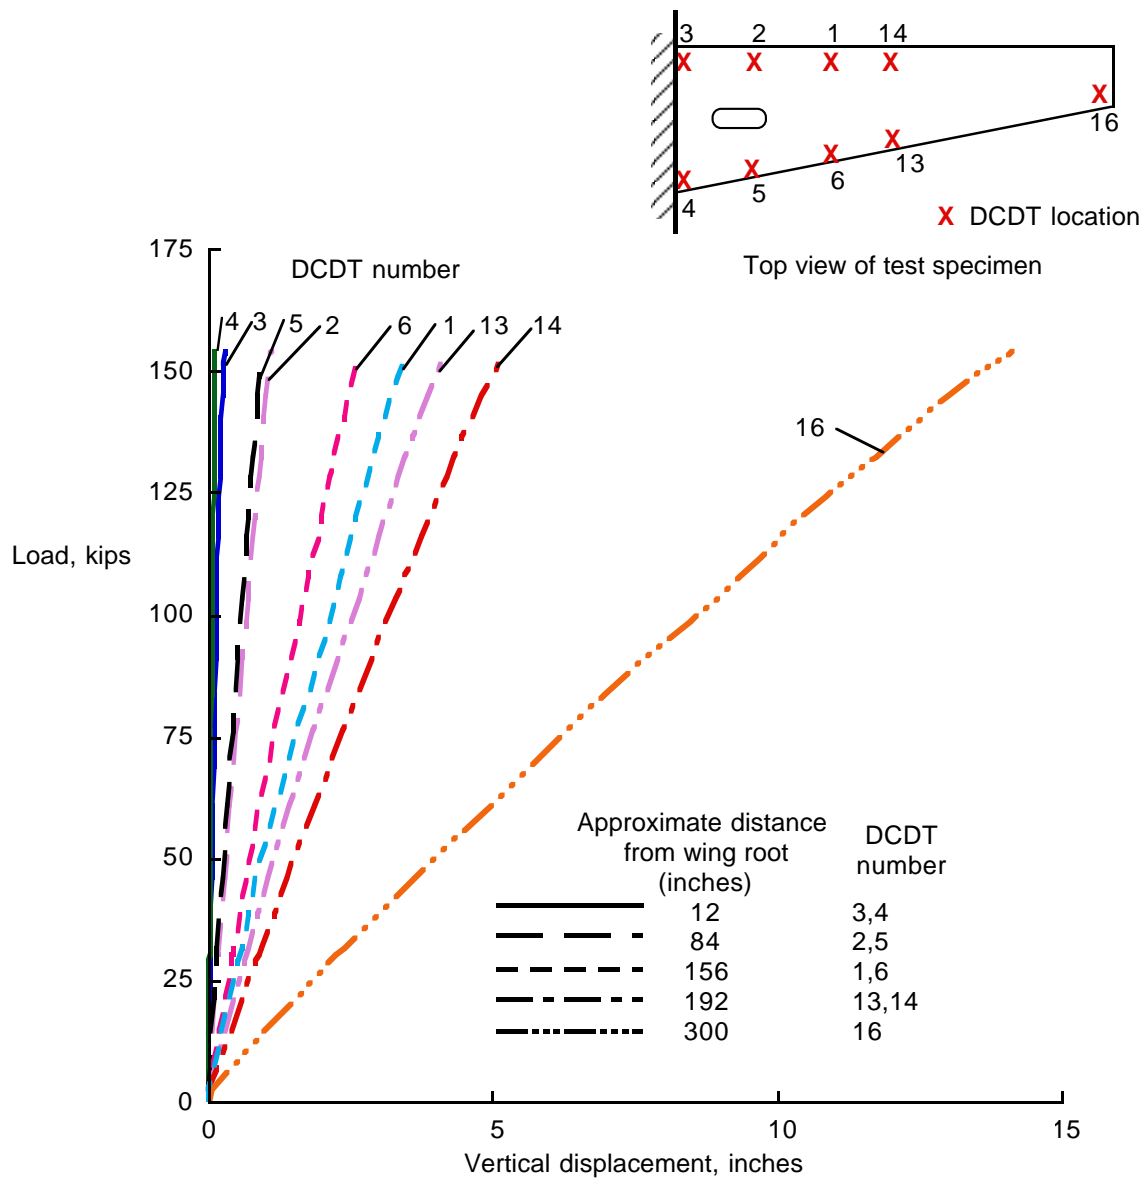 3 2 1 14
16
13
6
5
4
X DCDT location
Top view of test specimen
175
DCDT number
4 3 5 2 6 1 13 14
150
16
125
Load, kips
100
75
50
25
0
Approximate distance
from wing root
(inches)
DCDT
number
12 3,4
84 2,5
156 1,6
192 13,14
300 16
0 5 10 15
Vertical displacement, inches